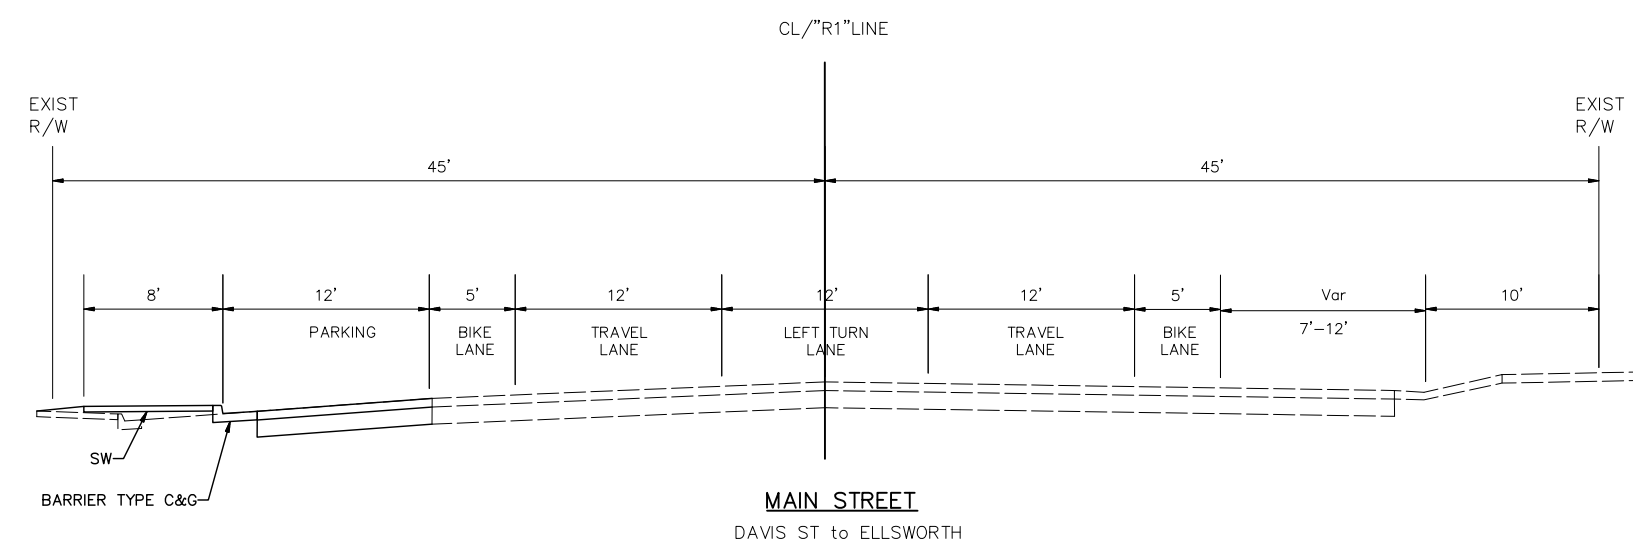 CL/"R1"LINE
EXIST
R/W
EXIST
R/W
45'
45'
8'
12'
5'
12'
12'
12'
5'
Var
10'
7'-12'
PARKING
BIKE
LANE
TRAVEL
LANE
LEFT TURN
LANE
TRAVEL
LANE
BIKE
LANE
SW
BARRIER TYPE C&G
MAIN STREET
DAVIS ST to ELLSWORTH